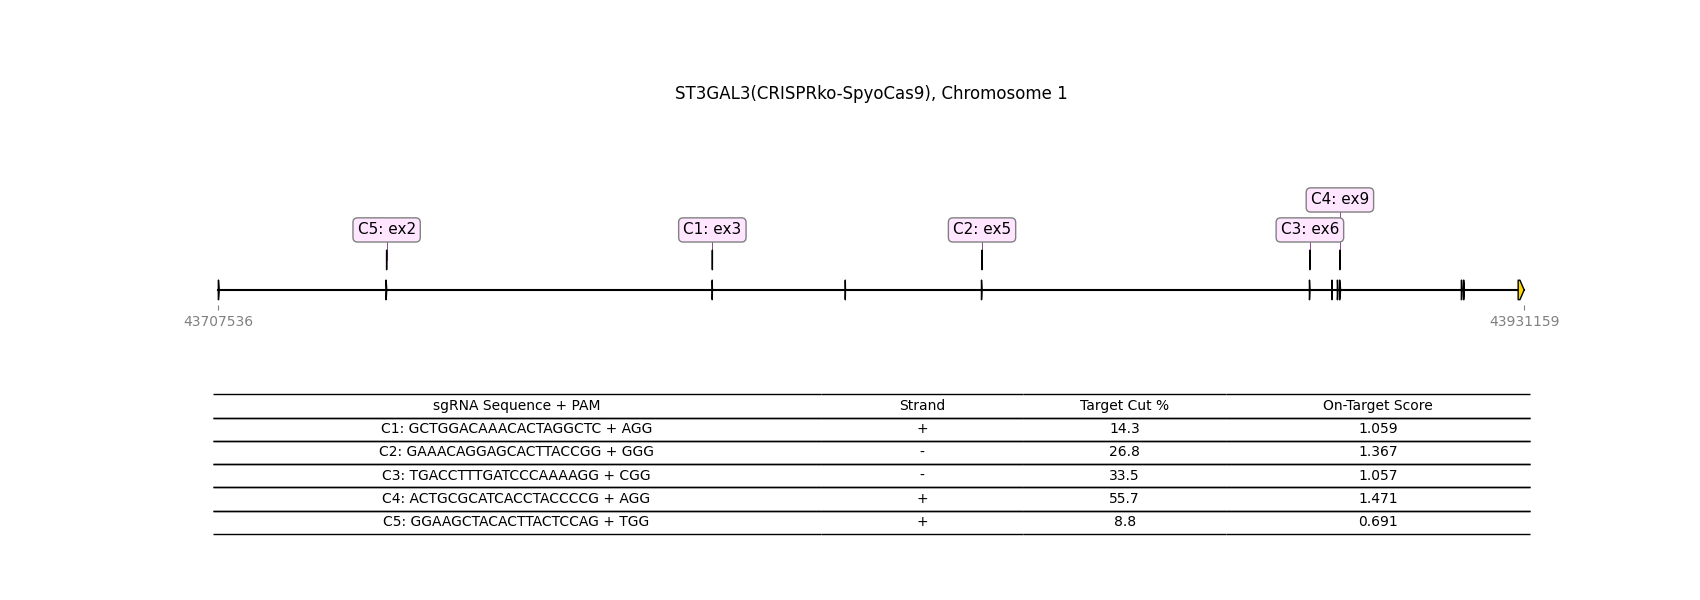 ST3GAL3(CRISPRko-SpyoCas9), Chromosome 1
C4: ex9
C5: ex2 C1: ex3 C2: ex5 C3: ex6
43707536 43931159
sgRNA Sequence + PAM Strand Target Cut % On-Target Score
C1: GCTGGACAAACACTAGGCTC + AGG + 14.3 1.059
C2: GAAACAGGAGCACTTACCGG + GGG - 26.8 1.367
C3: TGACCTTTGATCCCAAAAGG + CGG - 33.5 1.057
C4: ACTGCGCATCACCTACCCCG + AGG + 55.7 1.471
C5: GGAAGCTACACTTACTCCAG + TGG + 8.8 0.691